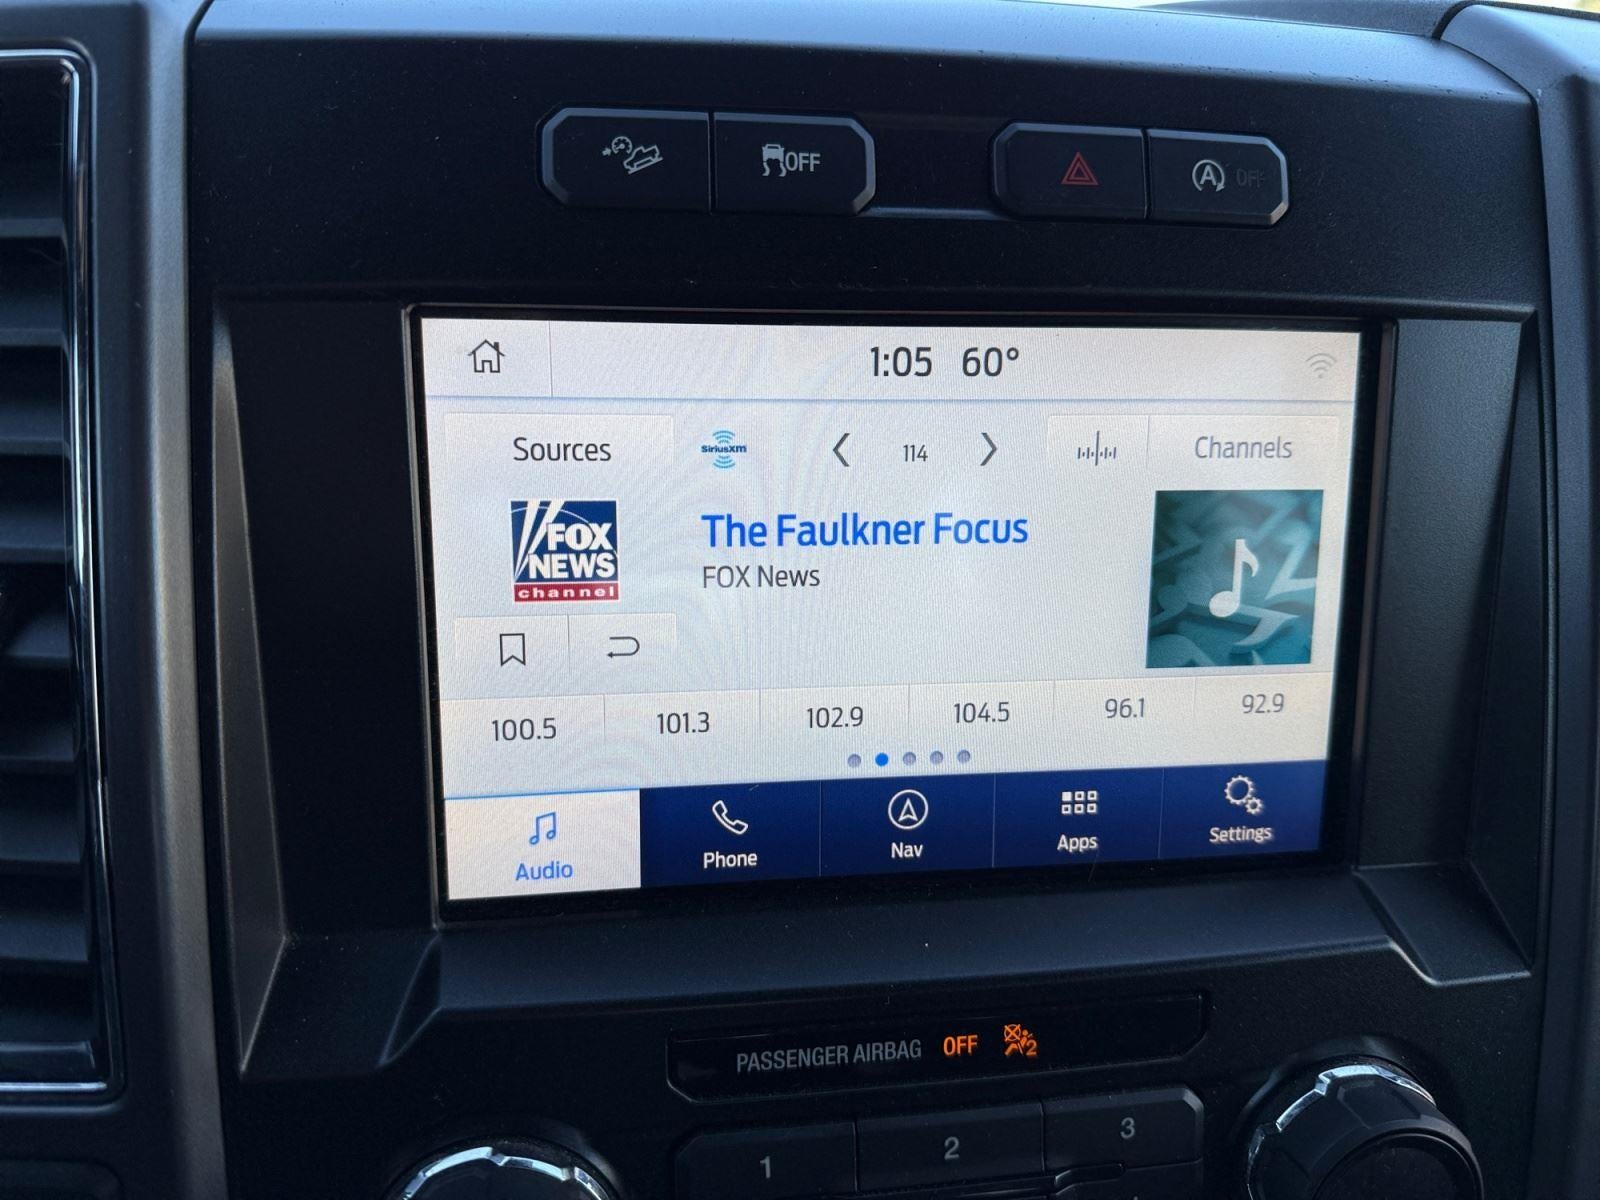 OFF
A OFF
1:05 60°
Sources
SiriusXM
114
Channels
FOX
NEWS
channel
The Faulkner Focus
FOX News
100.5 101.3 102.9 104.5 96.1 92.9
Audio Phone Nav Apps Settings
PASSENGER AIRBAG OFF 2
1 2 3